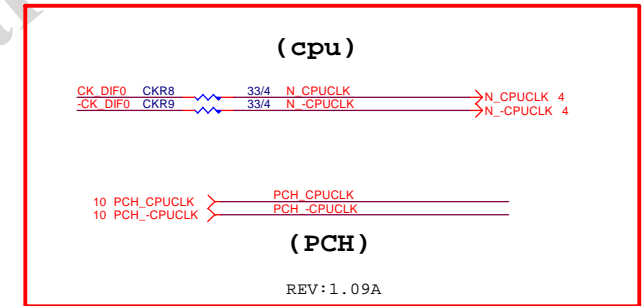 (cpu)
CK_DIF0 CKR8 33/4 N_CPUCLK N_CPUCLK 4
-CK_DIF0 CKR9 33/4 N_-CPUCLK N_-CPUCLK 4
10 PCH_CPUCLK PCH_CPUCLK
10 PCH_-CPUCLK PCH_-CPUCLK
(PCH)
REV:1.09A